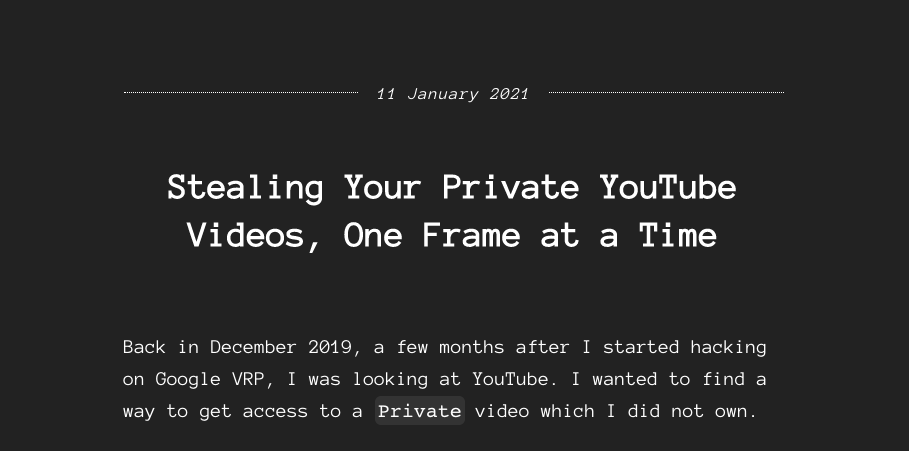 11 January 2021
Stealing Your Private YouTube
Videos, One Frame at a Time
Back in December 2019, a few months after I started hacking
on Google VRP, I was looking at YouTube. I wanted to find a
way to get access to a Private video which I did not own.